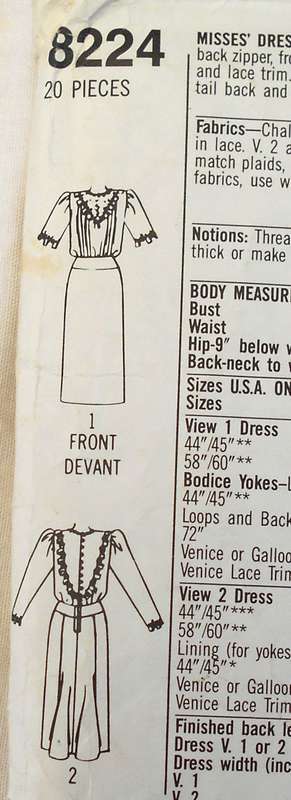 8224
20 PIECES
1
FRONT
DEVANT
2
MISSES' DRES
back zipper, fro
and lace trim.
tail back and
Fabrics—Chal
in lace. V. 2 a
match plaids,
fabrics, use w
Notions: Threa
thick or make
BODY MEASUR
Bust
Waist
Hip-9" below w
Back-neck to w
Sizes U.S.A. ON
Sizes
View 1 Dress
44"/45"**
58"/60"**
Bodice Yokes—L
44"/45"**
Loops and Back
72"
Venice or Galloo
Venice Lace Trim
View 2 Dress
44"/45"***
58"/60"**
Lining (for yokes
44"/45"*
Venice or Galloon
Venice Lace Trim
Finished back le
Dress V. 1 or 2
Dress width (inc
V. 1
V. 2